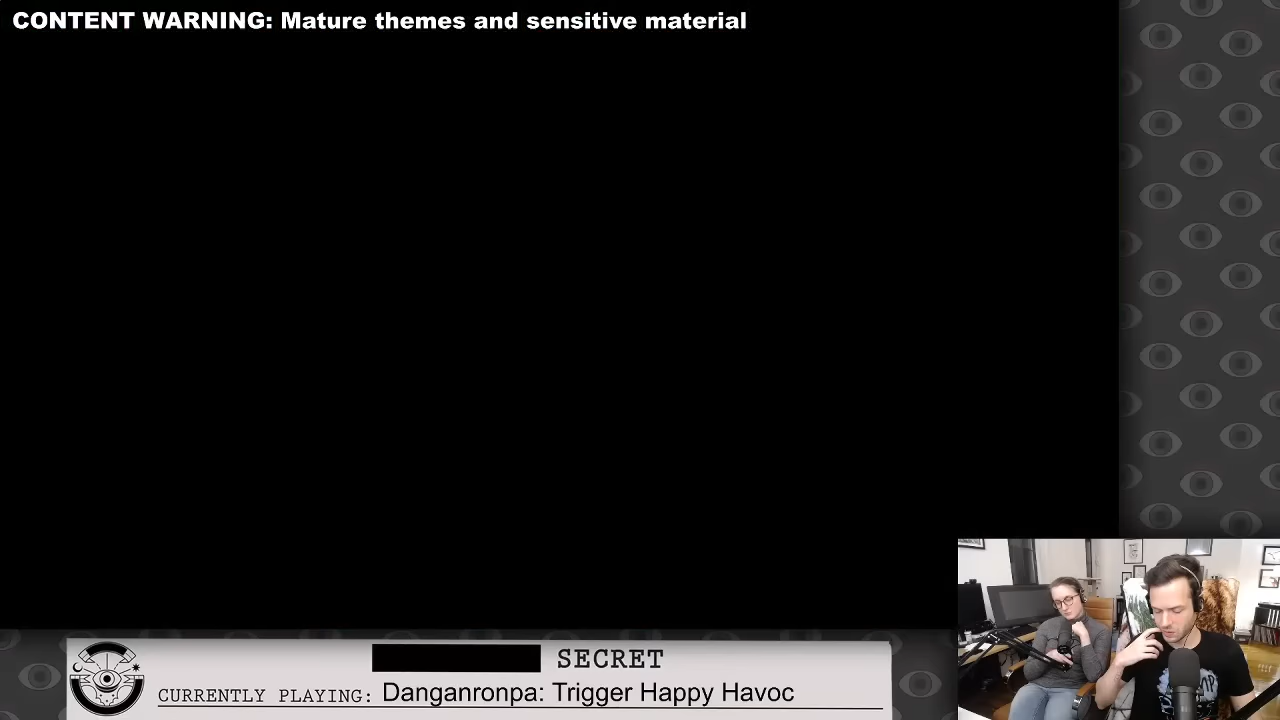 CONTENT WARNING: Mature themes and sensitive material
SECRET
CURRENTLY PLAYING: Danganronpa: Trigger Happy Havoc